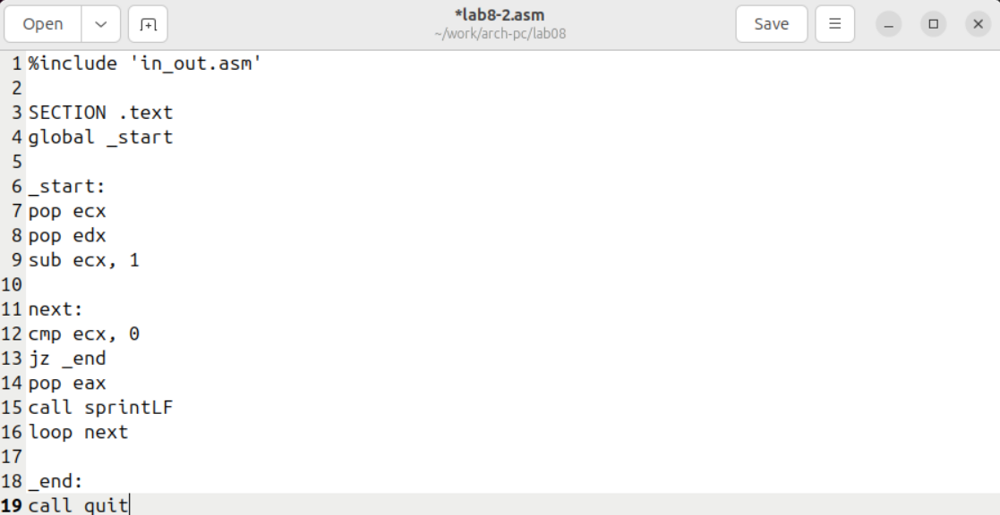 Open
*lab8-2.asm
~/work/arch-pc/lab08
Save
1 %include 'in_out.asm'
2
3 SECTION .text
4 global _start
5
6 _start:
7 pop ecx
8 pop edx
9 sub ecx, 1
10
11 next:
12 cmp ecx, 0
13 jz _end
14 pop eax
15 call sprintLF
16 loop next
17
18 _end:
19 call quit